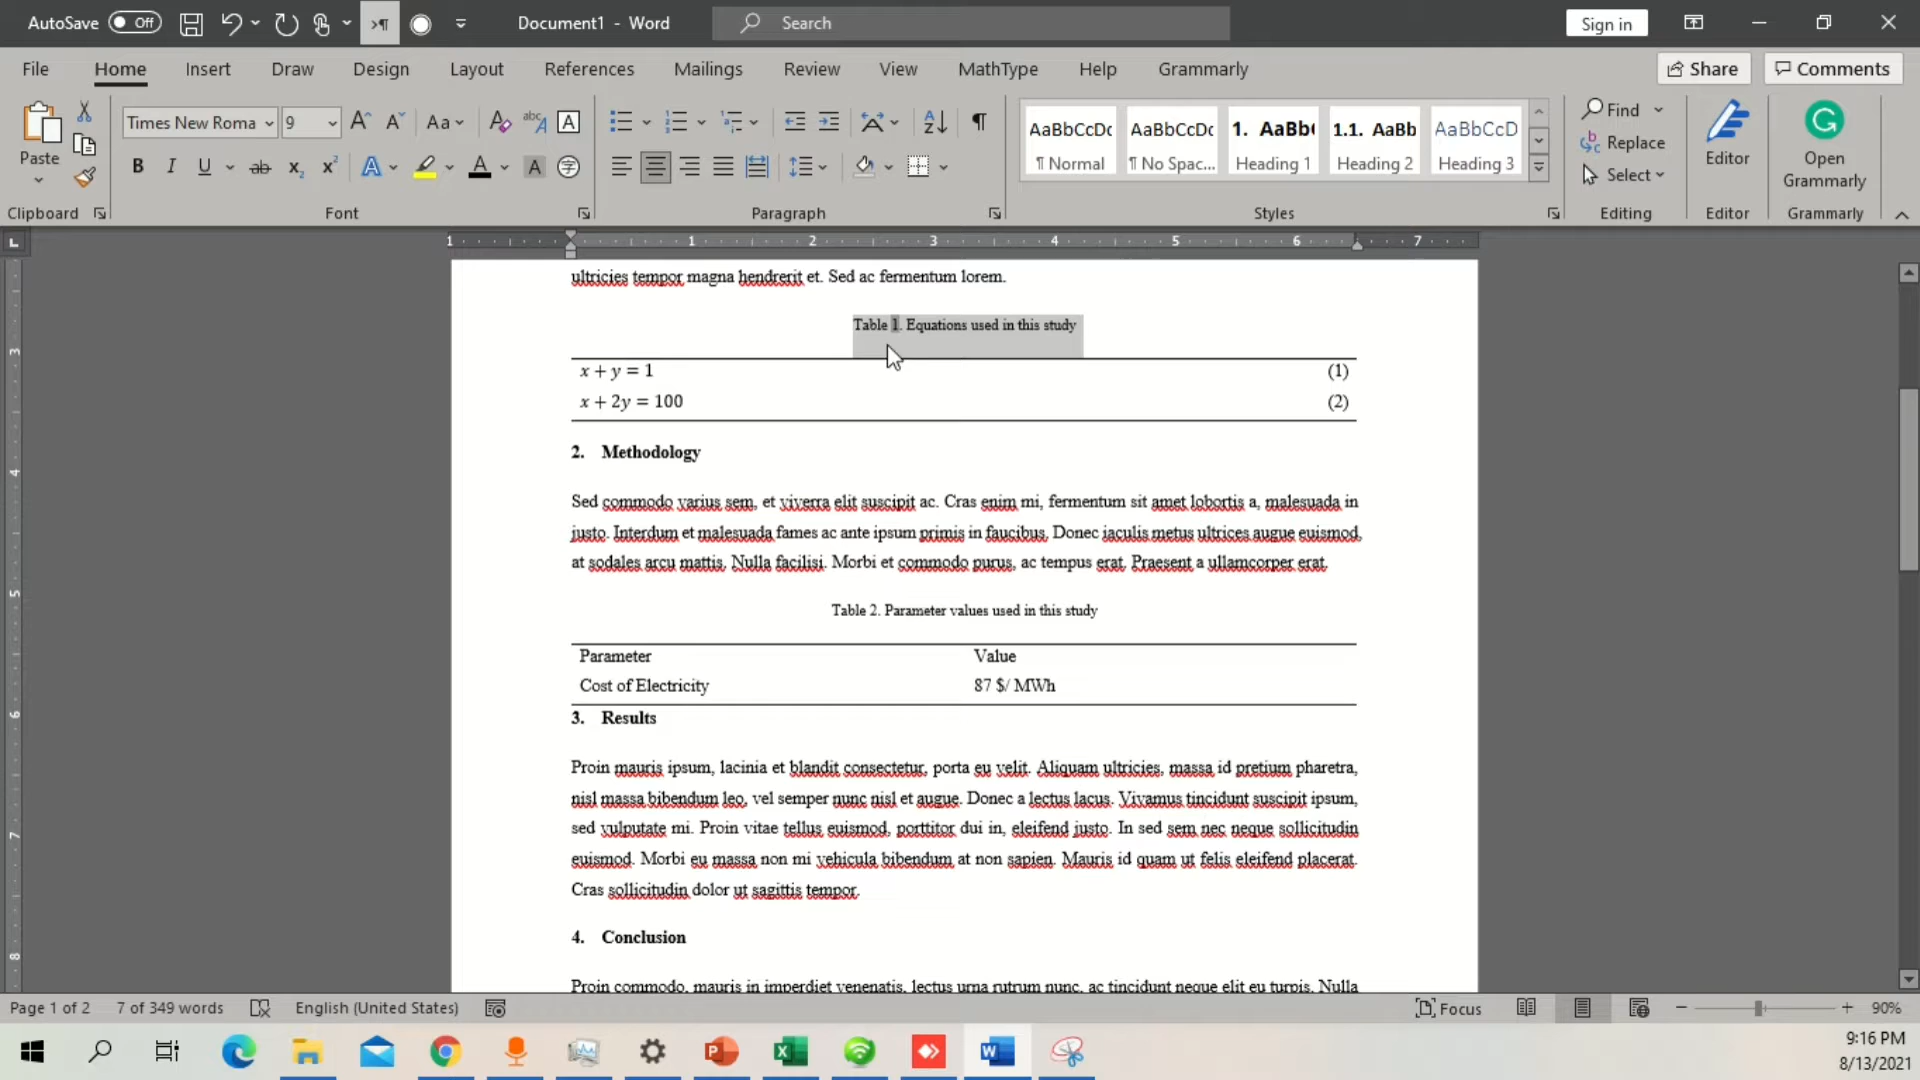 AutoSave Off Document1 - Word Search Sign in
File Home Insert Draw Design Layout References Mailings Review View MathType Help Grammarly Share Comments
Paste
Times New Roma 9 Aa
AaBbCcDc AaBbCcDc 1. AaBb( 1.1. AaBb AaBbCcD
¶ Normal ¶ No Spac... Heading 1 Heading 2 Heading 3
Find
Replace
Select
Editor
Open
Grammarly
Clipboard Font Paragraph Styles Editing Editor Grammarly
1 1 2 3 4 5 6 7
ultricies tempor magna hendrerit et. Sed ac fermentum lorem.
Table 1. Equations used in this study
x + y = 1 (1)
x + 2y = 100 (2)
2. Methodology
Sed commodo varius sem, et viverra elit suscipit ac. Cras enim mi, fermentum sit amet lobortis a, malesuada in
justo. Interdum et malesuada fames ac ante ipsum primis in faucibus. Donec iaculis metus ultrices augue euismod,
at sodales arcu mattis. Nulla facilisi. Morbi et commodo purus, ac tempus erat. Praesent a ullamcorper erat.
Table 2. Parameter values used in this study
Parameter Value
Cost of Electricity 87 $/ MWh
3. Results
Proin mauris ipsum, lacinia et blandit consectetur, porta eu velit. Aliquam ultricies, massa id pretium pharetra,
nisl massa bibendum leo, vel semper nunc nisl et augue. Donec a lectus lacus. Vivamus tincidunt suscipit ipsum,
sed vulputate mi. Proin vitae tellus euismod, porttitor dui in, eleifend justo. In sed sem nec neque sollicitudin
euismod. Morbi eu massa non mi vehicula bibendum at non sapien. Mauris id quam ut felis eleifend placerat.
Cras sollicitudin dolor ut sagittis tempor.
4. Conclusion
Proin commodo, mauris in imperdiet venenatis, lectus urna rutrum nunc, ac tincidunt neque elit eu turpis. Nulla
Page 1 of 2 7 of 349 words English (United States) Focus 90%
9:16 PM
8/13/2021